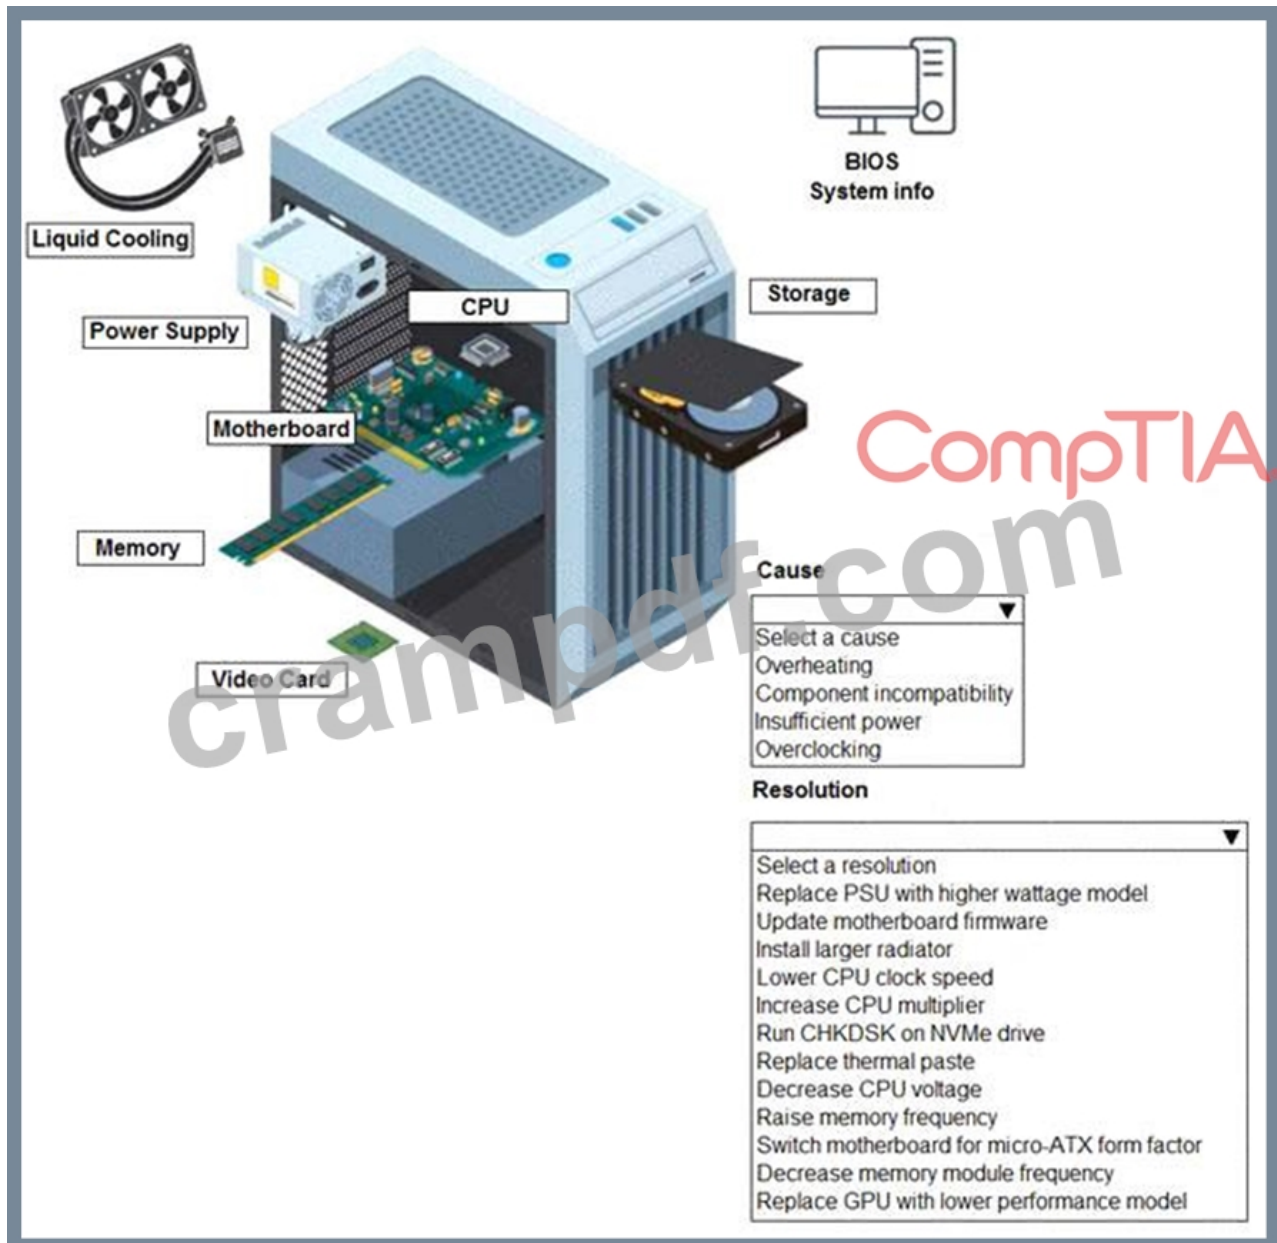 BIOS
System info
Liquid Cooling
Storage
CPU
Power Supply
Motherboard
CompTIA
Memory
Video Card
crampdf.com
Cause
Select a cause
Overheating
Component incompatibility
Insufficient power
Overclocking
Resolution
Select a resolution
Replace PSU with higher wattage model
Update motherboard firmware
Install larger radiator
Lower CPU clock speed
Increase CPU multiplier
Run CHKDSK on NVMe drive
Replace thermal paste
Decrease CPU voltage
Raise memory frequency
Switch motherboard for micro-ATX form factor
Decrease memory module frequency
Replace GPU with lower performance model